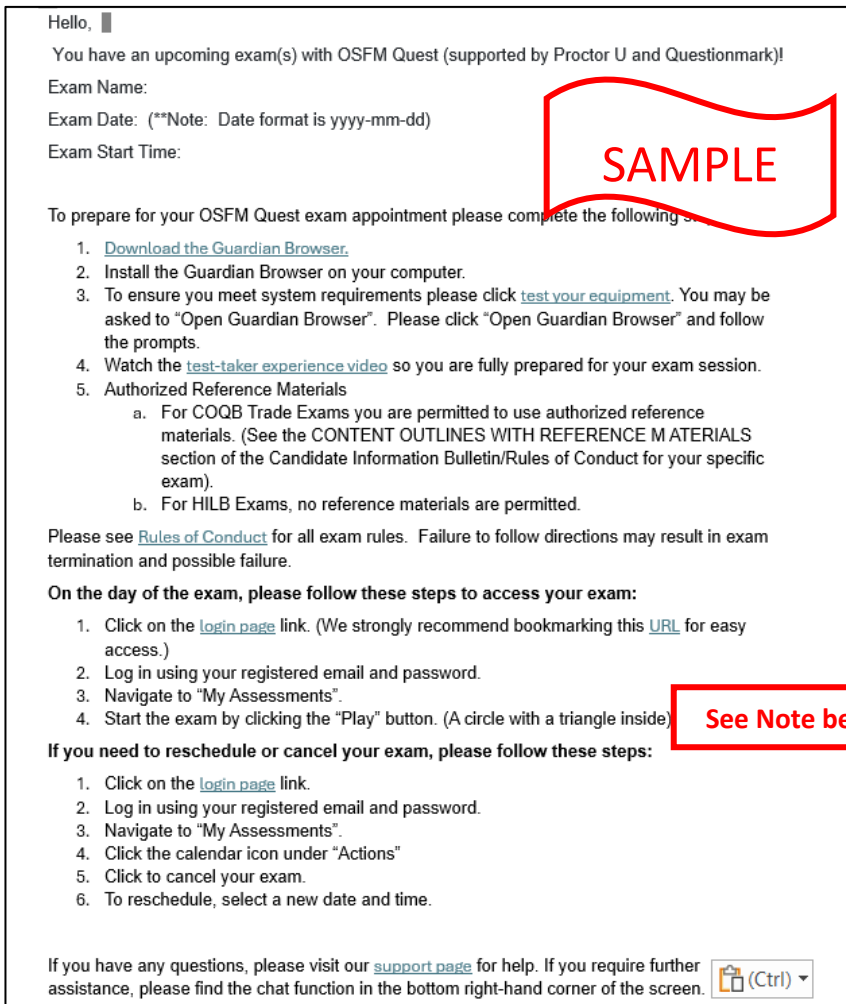 Hello,
You have an upcoming exam(s) with OSFM Quest (supported by Proctor U and Questionmark)!
Exam Name:
Exam Date: (**Note: Date format is yyyy-mm-dd)
Exam Start Time:
SAMPLE
To prepare for your OSFM Quest exam appointment please complete the following
1. Download the Guardian Browser.
2. Install the Guardian Browser on your computer.
3. To ensure you meet system requirements please click test your equipment. You may be
asked to “Open Guardian Browser”. Please click “Open Guardian Browser” and follow
the prompts.
4. Watch the test-taker experience video so you are fully prepared for your exam session.
5. Authorized Reference Materials
a. For COQB Trade Exams you are permitted to use authorized reference
materials. (See the CONTENT OUTLINES WITH REFERENCE M ATERIALS
section of the Candidate Information Bulletin/Rules of Conduct for your specific
exam).
b. For HILB Exams, no reference materials are permitted.
Please see Rules of Conduct for all exam rules. Failure to follow directions may result in exam
termination and possible failure.
On the day of the exam, please follow these steps to access your exam:
1. Click on the login page link. (We strongly recommend bookmarking this URL for easy
access.)
2. Log in using your registered email and password.
3. Navigate to “My Assessments”.
4. Start the exam by clicking the “Play” button. (A circle with a triangle inside)
See Note be
If you need to reschedule or cancel your exam, please follow these steps:
1. Click on the login page link.
2. Log in using your registered email and password.
3. Navigate to “My Assessments”.
4. Click the calendar icon under “Actions”
5. Click to cancel your exam.
6. To reschedule, select a new date and time.
If you have any questions, please visit our support page for help. If you require further
assistance, please find the chat function in the bottom right-hand corner of the screen.
(Ctrl)